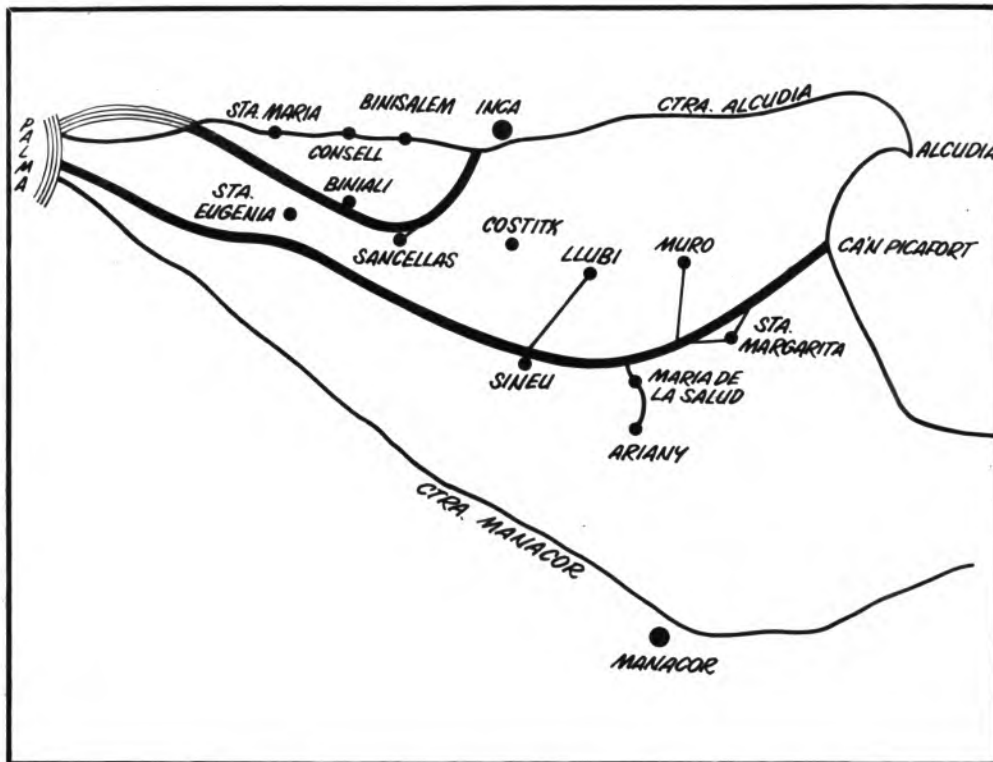 PALMA
STA. MARIA
BINISALEM
INCA
CTRA. ALCUDIA
CONSELL
ALCUDIA
BINIALI
STA.
EUGENIA
COSTITX
SANCELLAS
LLUBI
MURO
CA'N PICAFORT
STA.
MARGARITA
SINEU
MARIA DE
LA SALUD
ARIANY
CTRA. MANACOR
MANACOR